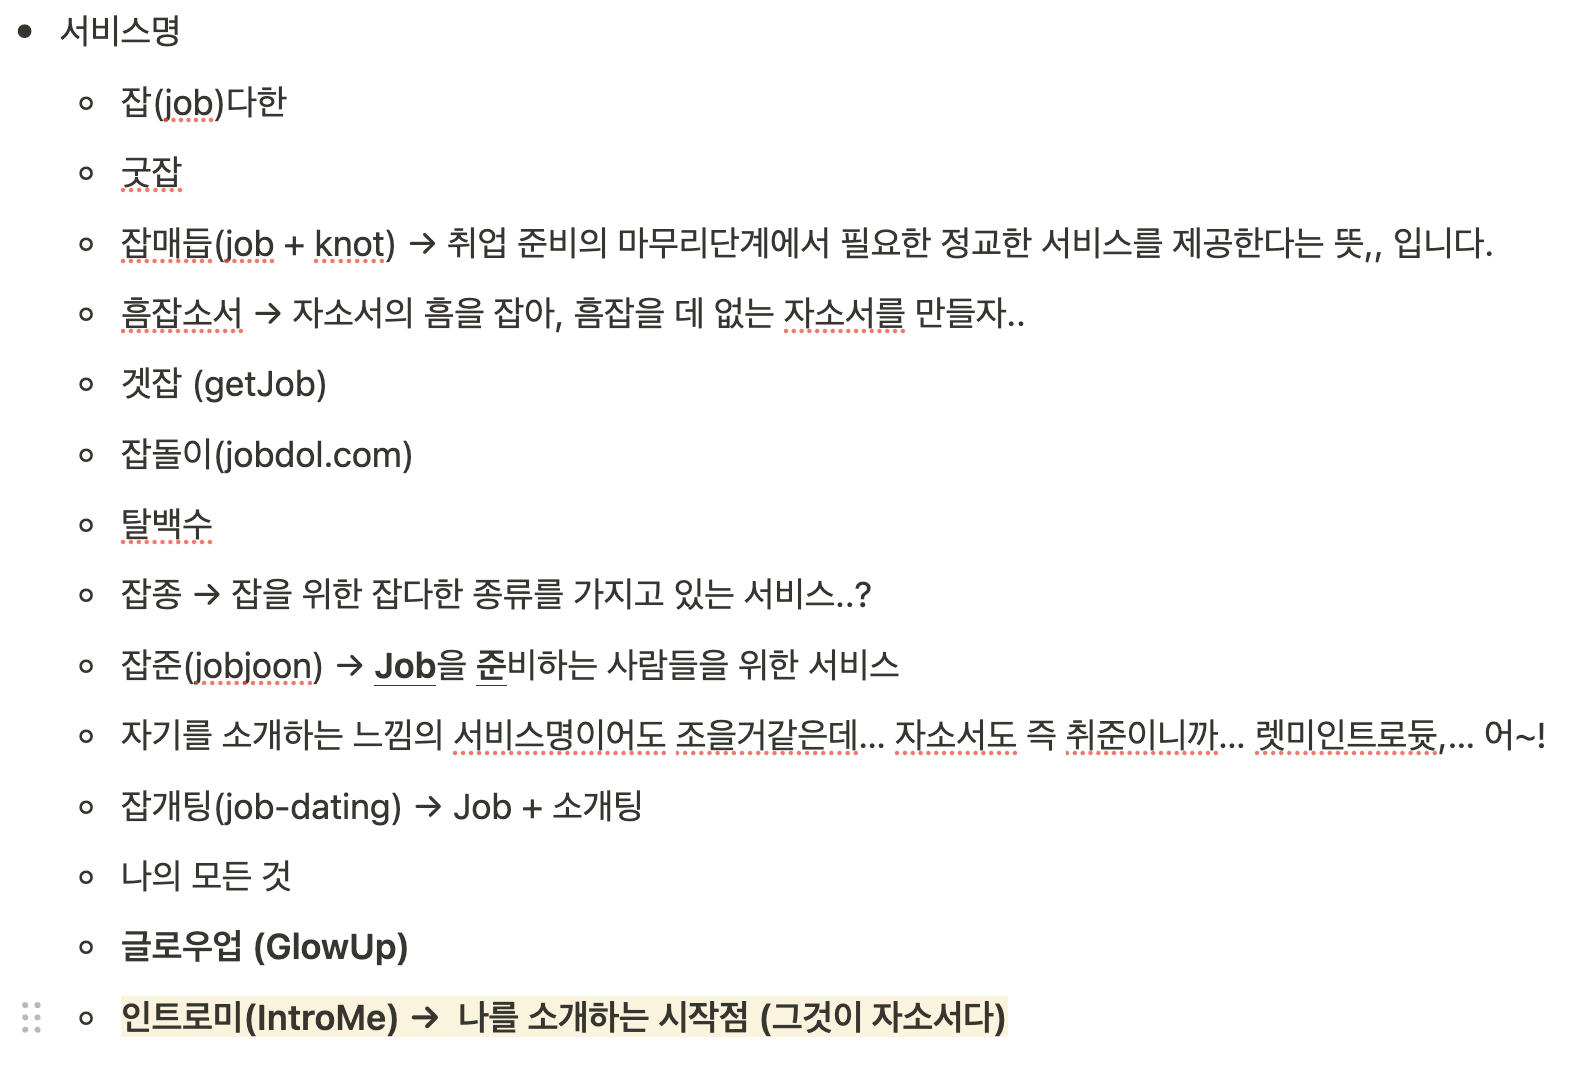 서비스명
잡(job)다한
굿잡
잡매듭(job + knot) → 취업 준비의 마무리단계에서 필요한 정교한 서비스를 제공한다는 뜻,, 입니다.
흠잡소서 → 자소서의 흠을 잡아, 흠잡을 데 없는 자소서를 만들자..
겟잡 (getJob)
잡돌이(jobdol.com)
탈백수
잡종 → 잡을 위한 잡다한 종류를 가지고 있는 서비스..?
잡준(jobjoon) → Job을 준비하는 사람들을 위한 서비스
자기를 소개하는 느낌의 서비스명이어도 조을거같은데... 자소서도 즉 취준이니까... 렛미인트로듓,... 어~!
잡개팅(job-dating) → Job + 소개팅
나의 모든 것
글로우업 (GlowUp)
인트로미(IntroMe) → 나를 소개하는 시작점 (그것이 자소서다)